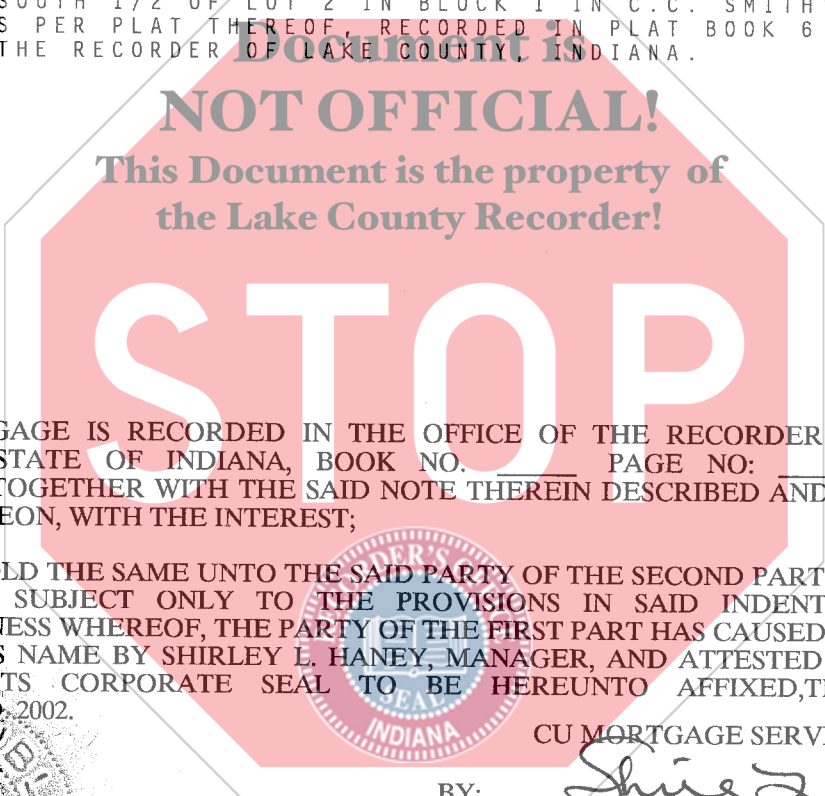 SOUTH 1/2 OF LOT 2 IN BLOCK 1 IN C.C. SMITH
S PER PLAT THEREOF, RECORDED IN PLAT BOOK 6
THE RECORDER OF LAKE COUNTY, INDIANA.
Document is
NOT OFFICIAL!
This Document is the property of
the Lake County Recorder!
STOP
GAGE IS RECORDED IN THE OFFICE OF THE RECORDER
STATE OF INDIANA, BOOK NO. ______ PAGE NO: ____
TOGETHER WITH THE SAID NOTE THEREIN DESCRIBED AND
EON, WITH THE INTEREST;
LD THE SAME UNTO THE SAID PARTY OF THE SECOND PART
SUBJECT ONLY TO THE PROVISIONS IN SAID INDENT
NESS WHEREOF, THE PARTY OF THE FIRST PART HAS CAUSED
S NAME BY SHIRLEY L. HANEY, MANAGER, AND ATTESTED
TS CORPORATE SEAL TO BE HEREUNTO AFFIXED,T
2002.
SEAL
INDIANA
CU MORTGAGE SERV
BY: